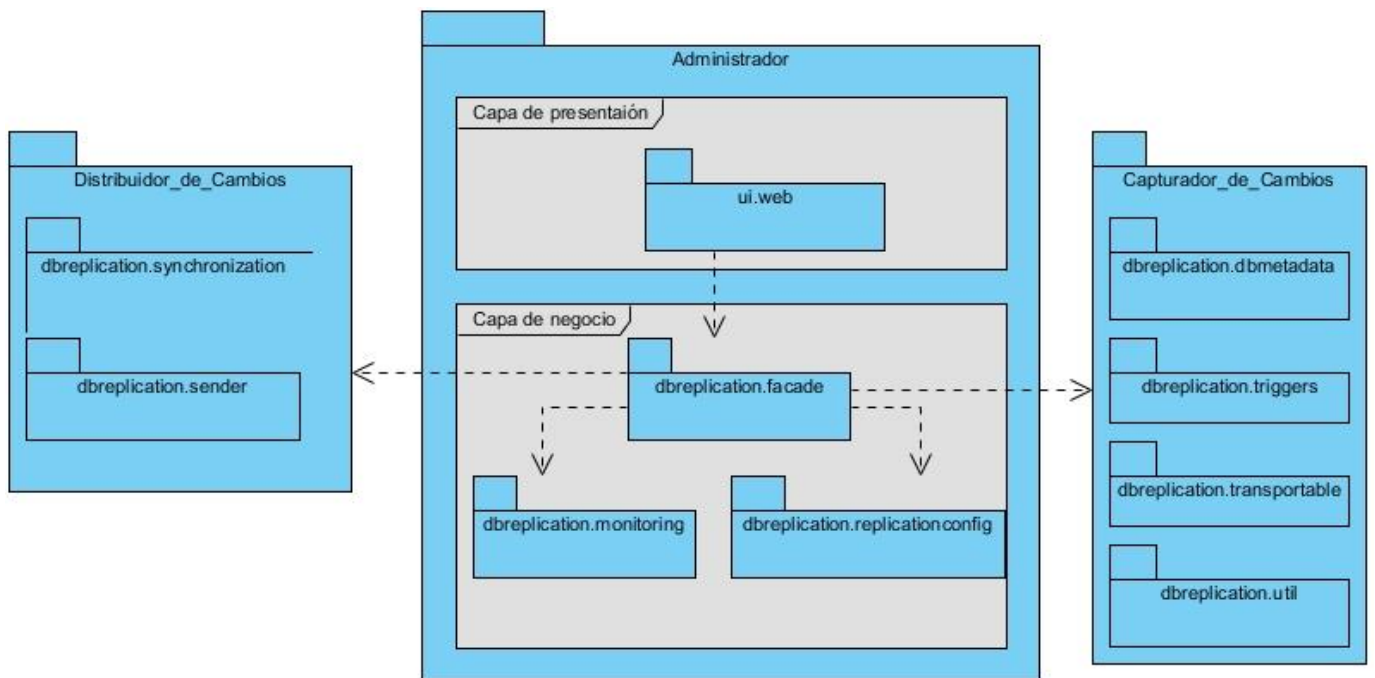 Administrador
Capa de presentaión
ui.web
Capa de negocio
dbreplication.facade
dbreplication.monitoring
dbreplication.replicationconfig
Distribuidor_de_Cambios
dbreplication.synchronization
dbreplication.sender
Capturador_de_Cambios
dbreplication.dbmetadata
dbreplication.triggers
dbreplication.transportable
dbreplication.util